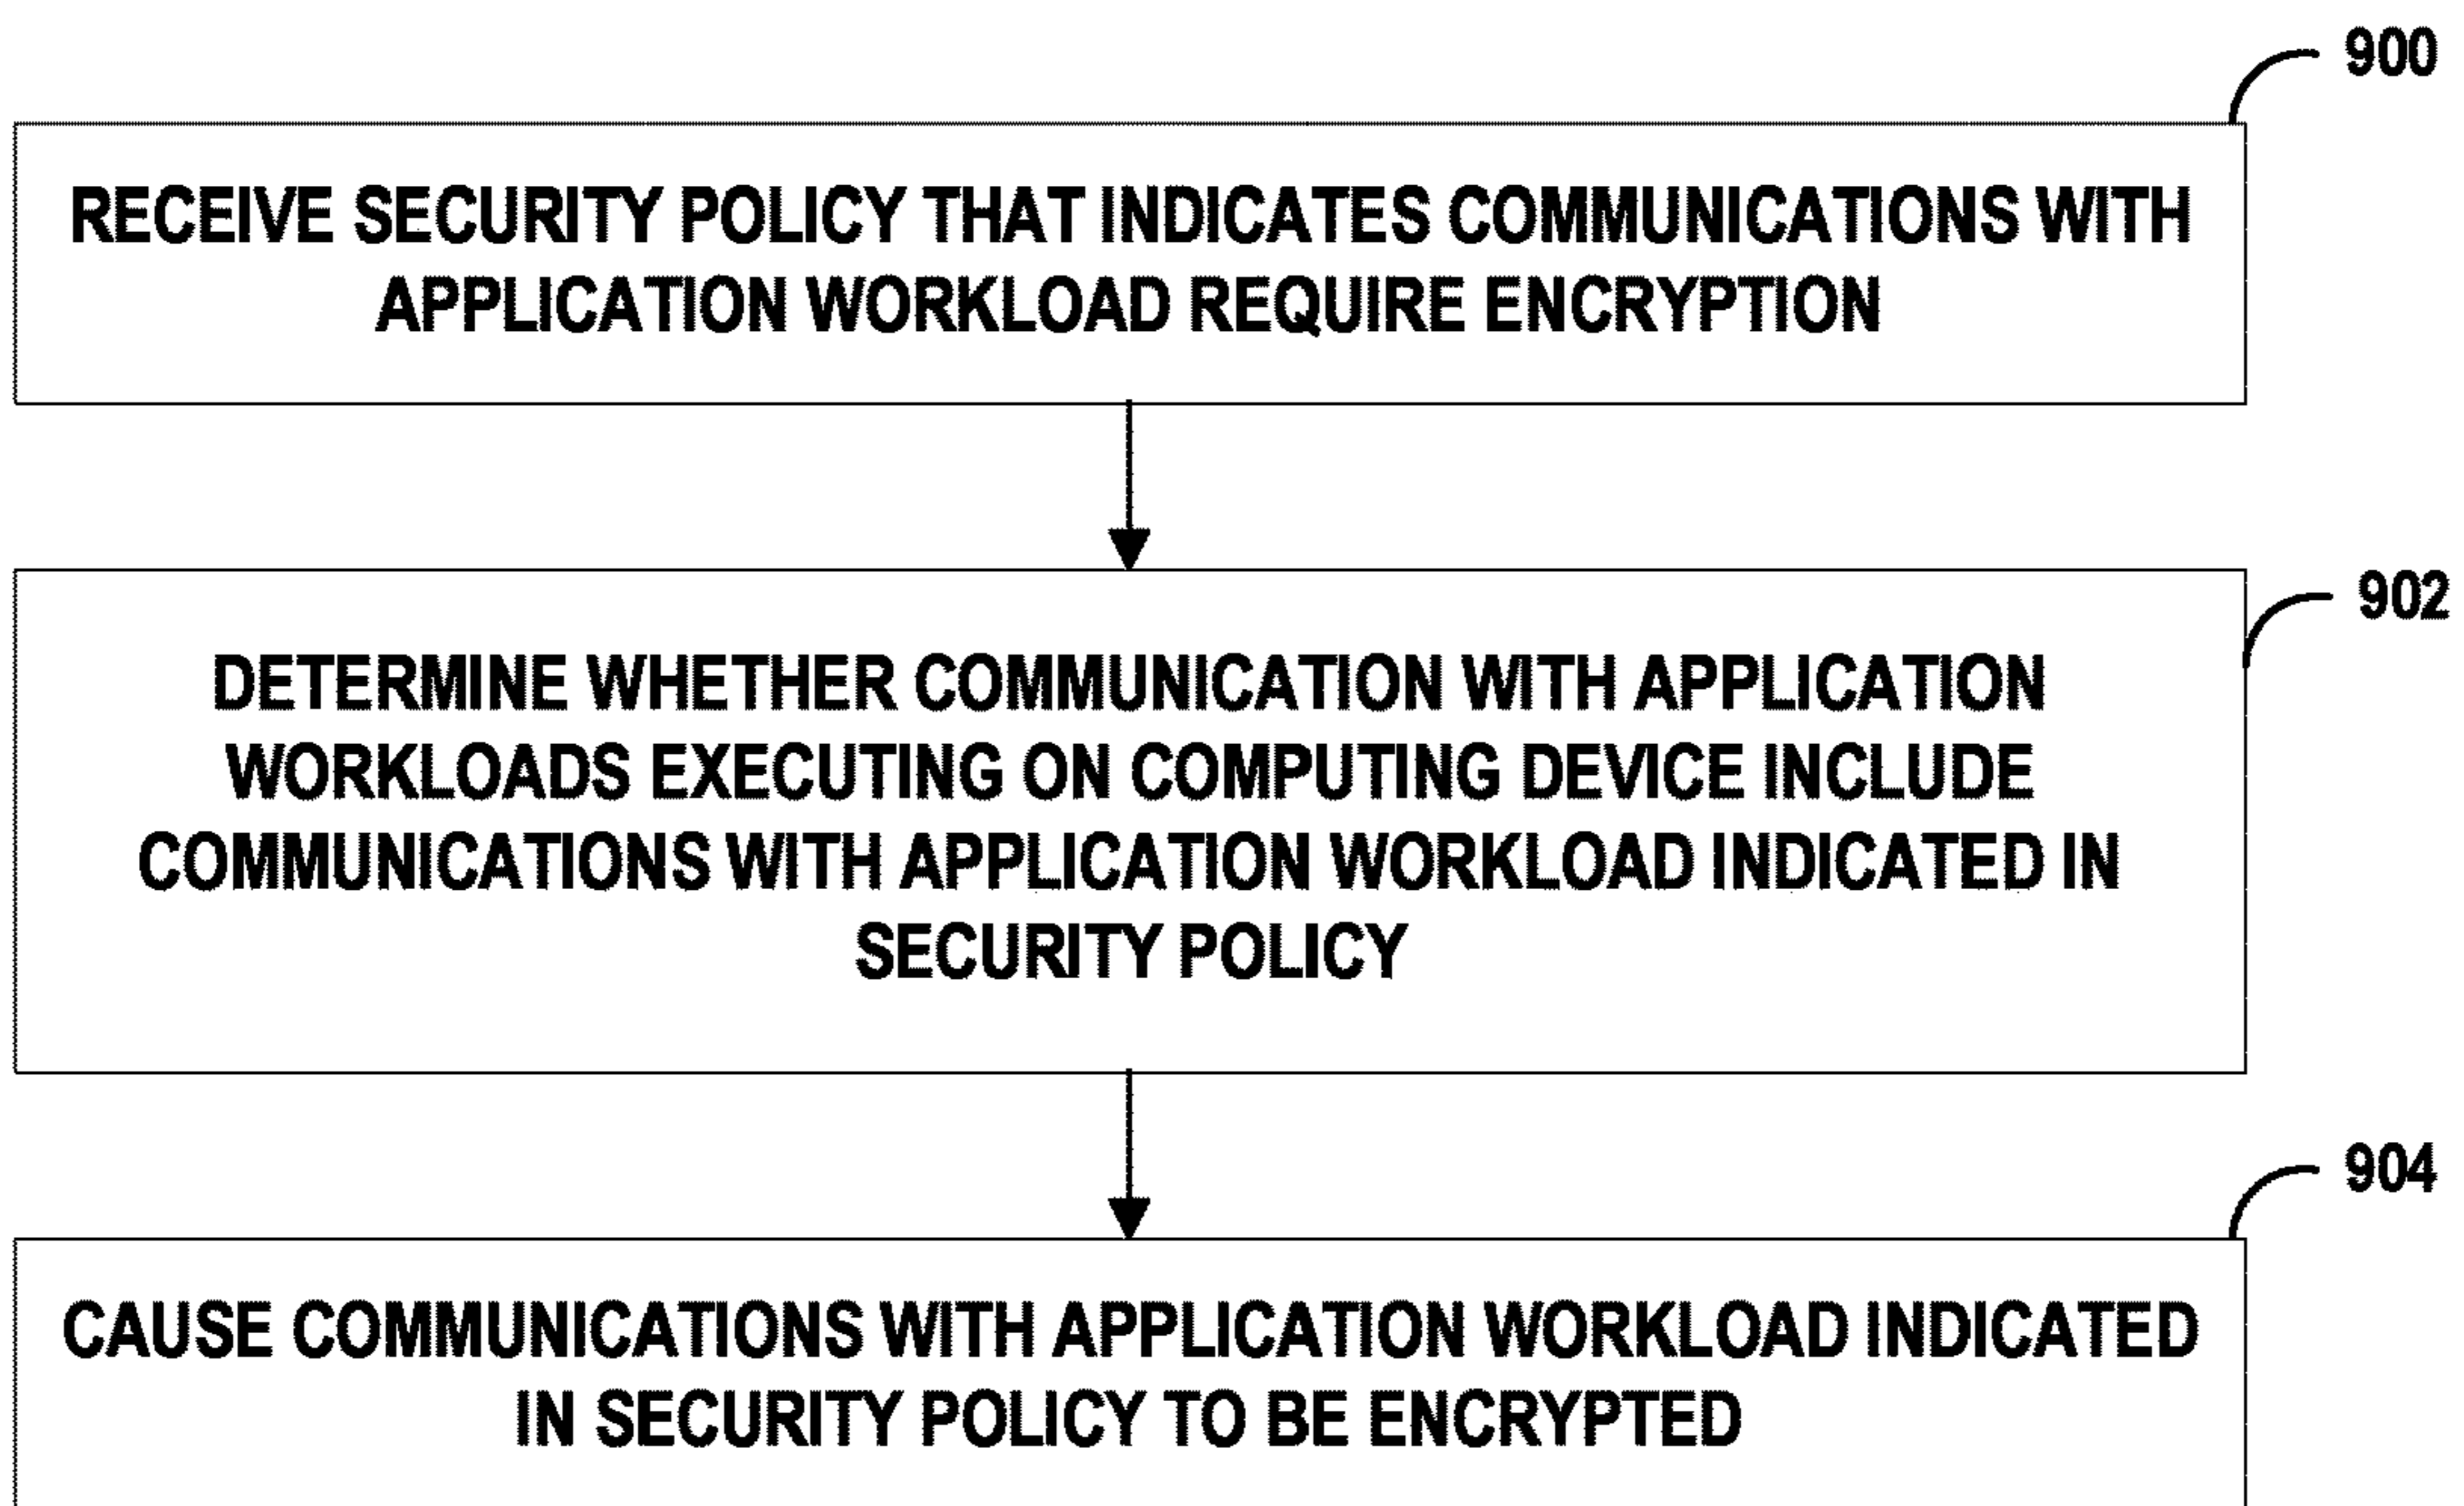 900
RECEIVE SECURITY POLICY THAT INDICATES COMMUNICATIONS WITH
APPLICATION WORKLOAD REQUIRE ENCRYPTION
902
DETERMINE WHETHER COMMUNICATION WITH APPLICATION
WORKLOADS EXECUTING ON COMPUTING DEVICE INCLUDE
COMMUNICATIONS WITH APPLICATION WORKLOAD INDICATED IN
SECURITY POLICY
904
CAUSE COMMUNICATIONS WITH APPLICATION WORKLOAD INDICATED
IN SECURITY POLICY TO BE ENCRYPTED